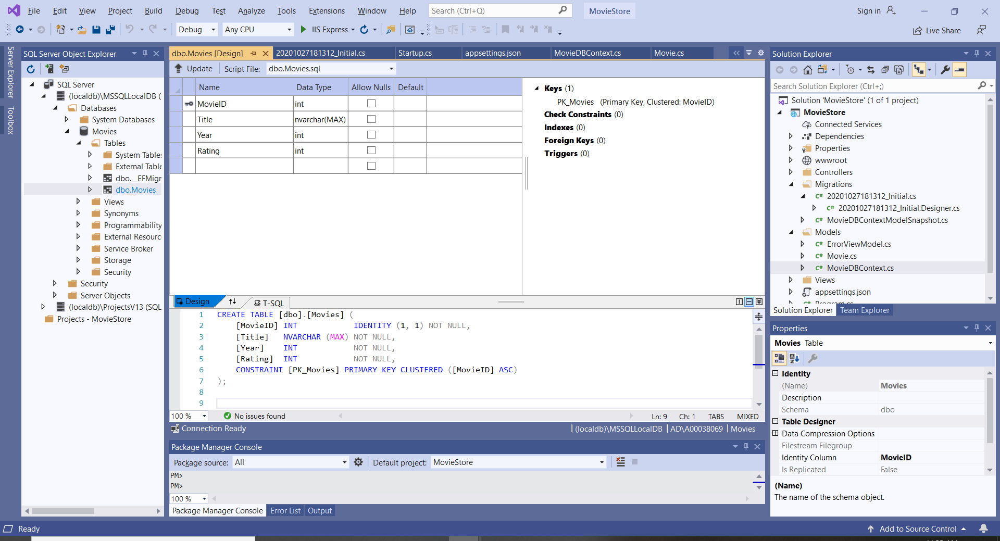 File Edit View Project Build Debug Test Analyze Tools Extensions Window Help Search (Ctrl+Q) MovieStore Sign in
Debug Any CPU IIS Express Live Share
Server Explorer
Toolbox
SQL Server Object Explorer
SQL Server
(localdb)\MSSQLLocalDB (
Databases
System Databases
Movies
Tables
System Tables
External Table
dbo.__EFMigr
dbo.Movies
Views
Synonyms
Programmability
External Resourc
Service Broker
Storage
Security
Security
Server Objects
(localdb)\ProjectsV13 (SQL
Projects - MovieStore
dbo.Movies [Design] 20201027181312_Initial.cs Startup.cs appsettings.json MovieDBContext.cs Movie.cs
Update Script File: dbo.Movies.sql
Name Data Type Allow Nulls Default
MovieID int
Title nvarchar(MAX)
Year int
Rating int
Keys (1)
PK_Movies (Primary Key, Clustered: MovieID)
Check Constraints (0)
Indexes (0)
Foreign Keys (0)
Triggers (0)
Design T-SQL
1 CREATE TABLE [dbo].[Movies] (
2 [MovieID] INT IDENTITY (1, 1) NOT NULL,
3 [Title] NVARCHAR (MAX) NOT NULL,
4 [Year] INT NOT NULL,
5 [Rating] INT NOT NULL,
6 CONSTRAINT [PK_Movies] PRIMARY KEY CLUSTERED ([MovieID] ASC)
7 );
8
9
100 % No issues found Ln: 9 Ch: 1 TABS MIXED
Connection Ready (localdb)\MSSQLLocalDB AD\A00038069 Movies
Package Manager Console
Package source: All Default project: MovieStore
PM>
PM>
100 %
Package Manager Console Error List Output
Solution Explorer
Search Solution Explorer (Ctrl+;)
Solution 'MovieStore' (1 of 1 project)
MovieStore
Connected Services
Dependencies
Properties
wwwroot
Controllers
Migrations
C# 20201027181312_Initial.cs
C# 20201027181312_Initial.Designer.cs
C# MovieDBContextModelSnapshot.cs
Models
C# ErrorViewModel.cs
C# Movie.cs
C# MovieDBContext.cs
Views
appsettings.json
C# Program.cs
Solution Explorer Team Explorer
Properties
Movies Table
Identity
(Name) Movies
Description
Schema dbo
Table Designer
Data Compression Options
Filestream Filegroup
Identity Column MovieID
Is Replicated False
(Name)
The name of the schema object.
Ready Add to Source Control